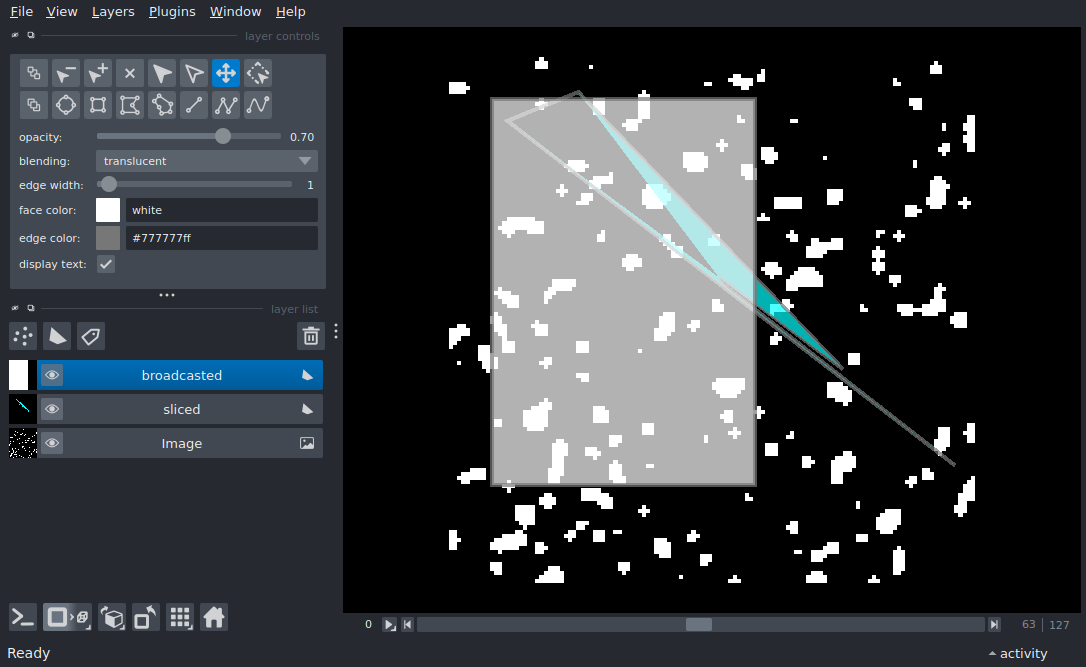 File View Layers Plugins Window Help
layer controls
opacity: 0.70
blending: translucent
edge width: 1
face color: white
edge color: #777777ff
display text:
layer list
broadcasted
sliced
Image
0 63 127
Ready activity